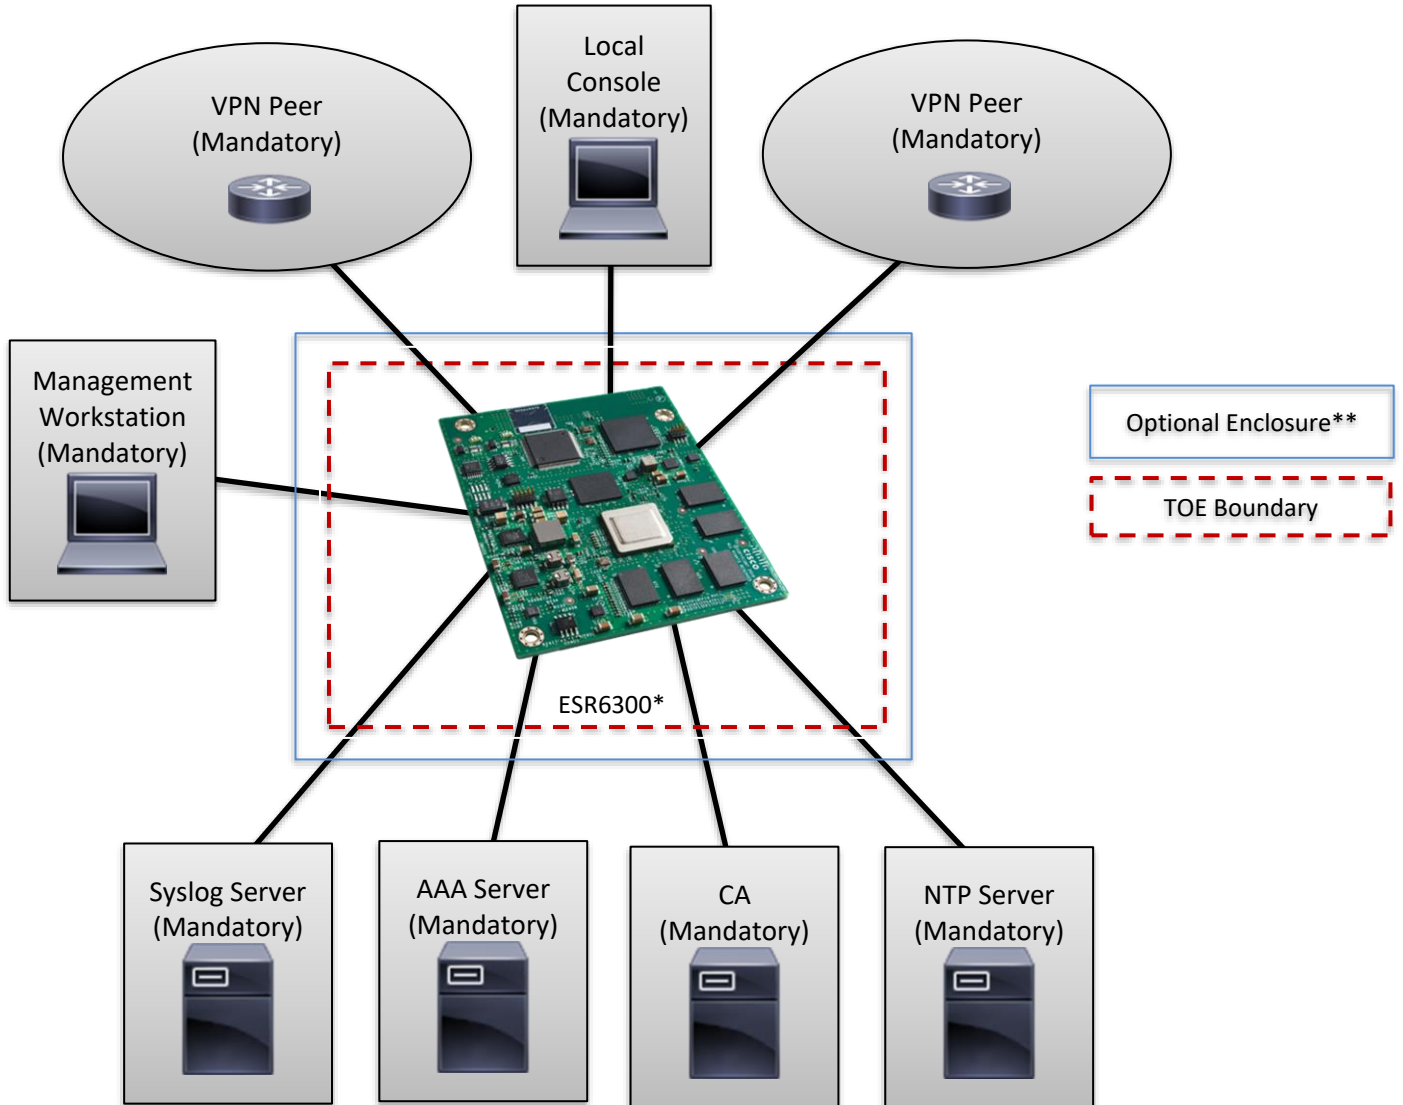 Local
Console
(Mandatory)
VPN Peer
(Mandatory)
VPN Peer
(Mandatory)
Management
Workstation
(Mandatory)
Optional Enclosure**
TOE Boundary
CISCO
ESR6300*
Syslog Server
(Mandatory)
AAA Server
(Mandatory)
CA
(Mandatory)
NTP Server
(Mandatory)